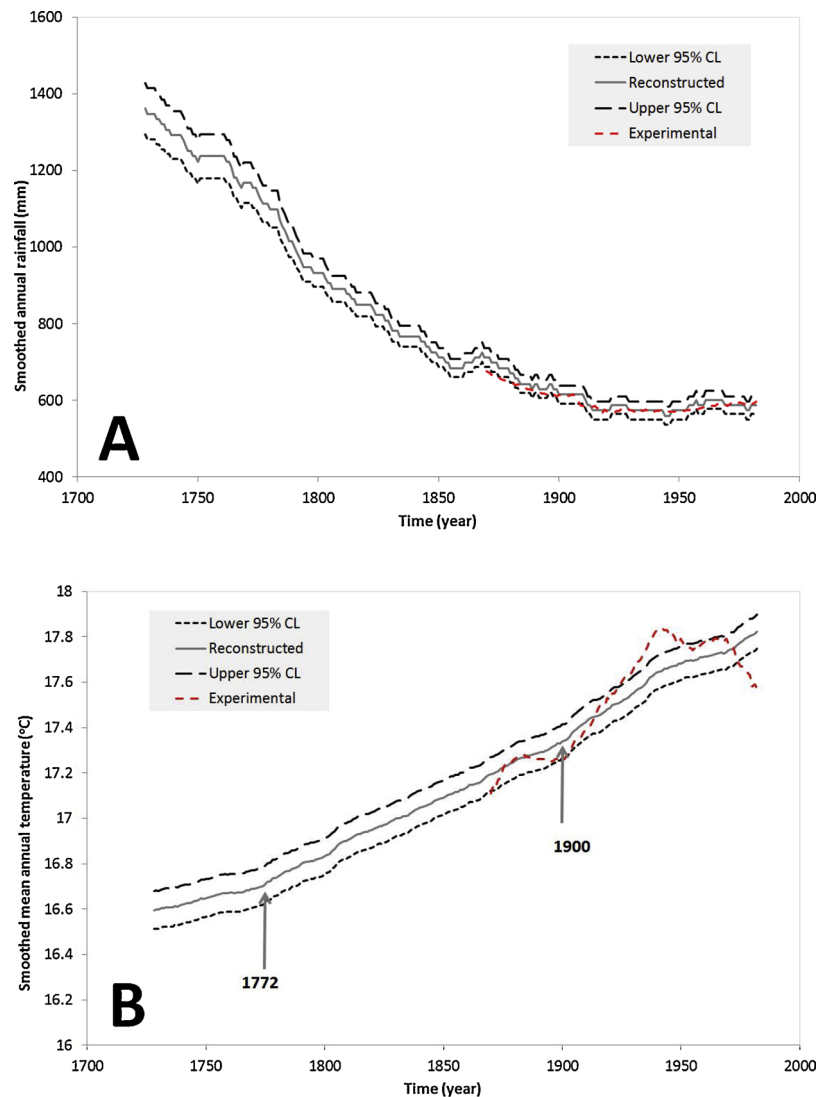 1600
1400
1200
1000
800
600
400
Smoothed annual rainfall (mm)
Lower 95% CL
Reconstructed
Upper 95% CL
Experimental
A
1700 1750 1800 1850 1900 1950 2000
Time (year)
18
17.8
17.6
17.4
17.2
17
16.8
16.6
16.4
16.2
16
Smoothed mean annual temperature (°C)
Lower 95% CL
Reconstructed
Upper 95% CL
Experimental
1900
1772
B
1700 1750 1800 1850 1900 1950 2000
Time (year)